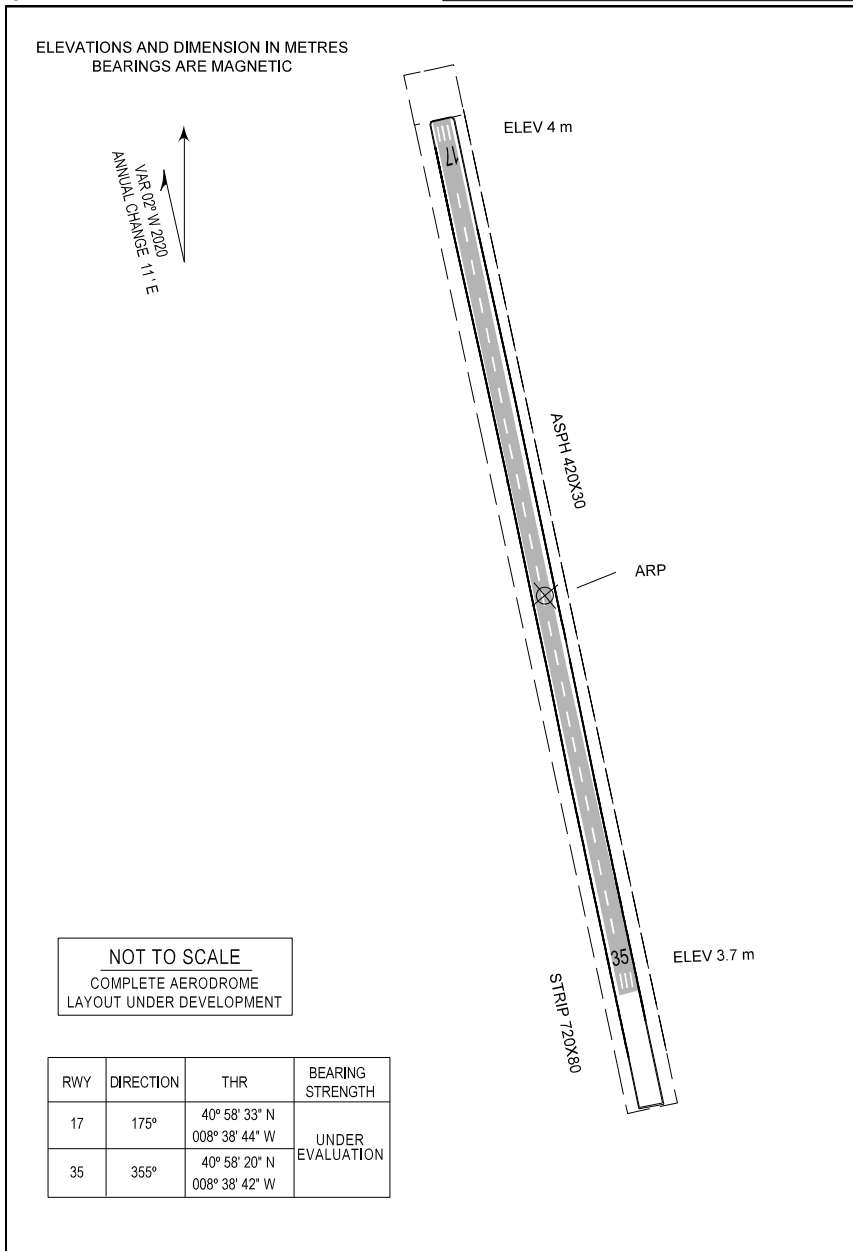 ELEVATIONS AND DIMENSION IN METRES
BEARINGS ARE MAGNETIC
ELEV 4 m
17
VAR 02º W 2020
ANNUAL CHANGE 11'E
ASPH 420X30
ARP
35
ELEV 3.7 m
STRIP 720X80
NOT TO SCALE
COMPLETE AERODROME
LAYOUT UNDER DEVELOPMENT
RWY DIRECTION THR BEARING STRENGTH
17 175º 40º 58' 33" N
008º 38' 44" W
UNDER EVALUATION
35 355º 40º 58' 20" N
008º 38' 42" W